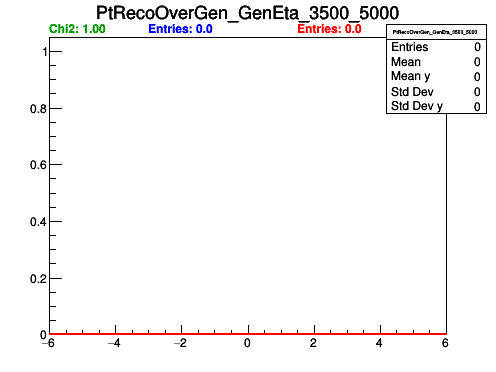 PtRecoOverGen_GenEta_3500_5000
Chi2: 1.00 Entries: 0.0 Entries: 0.0
PtRecoOverGen_GenEta_3500_5000
Entries 0
Mean 0
Mean y 0
Std Dev 0
Std Dev y 0
1
0.8
0.6
0.4
0.2
0
−6 −4 −2 0 2 4 6